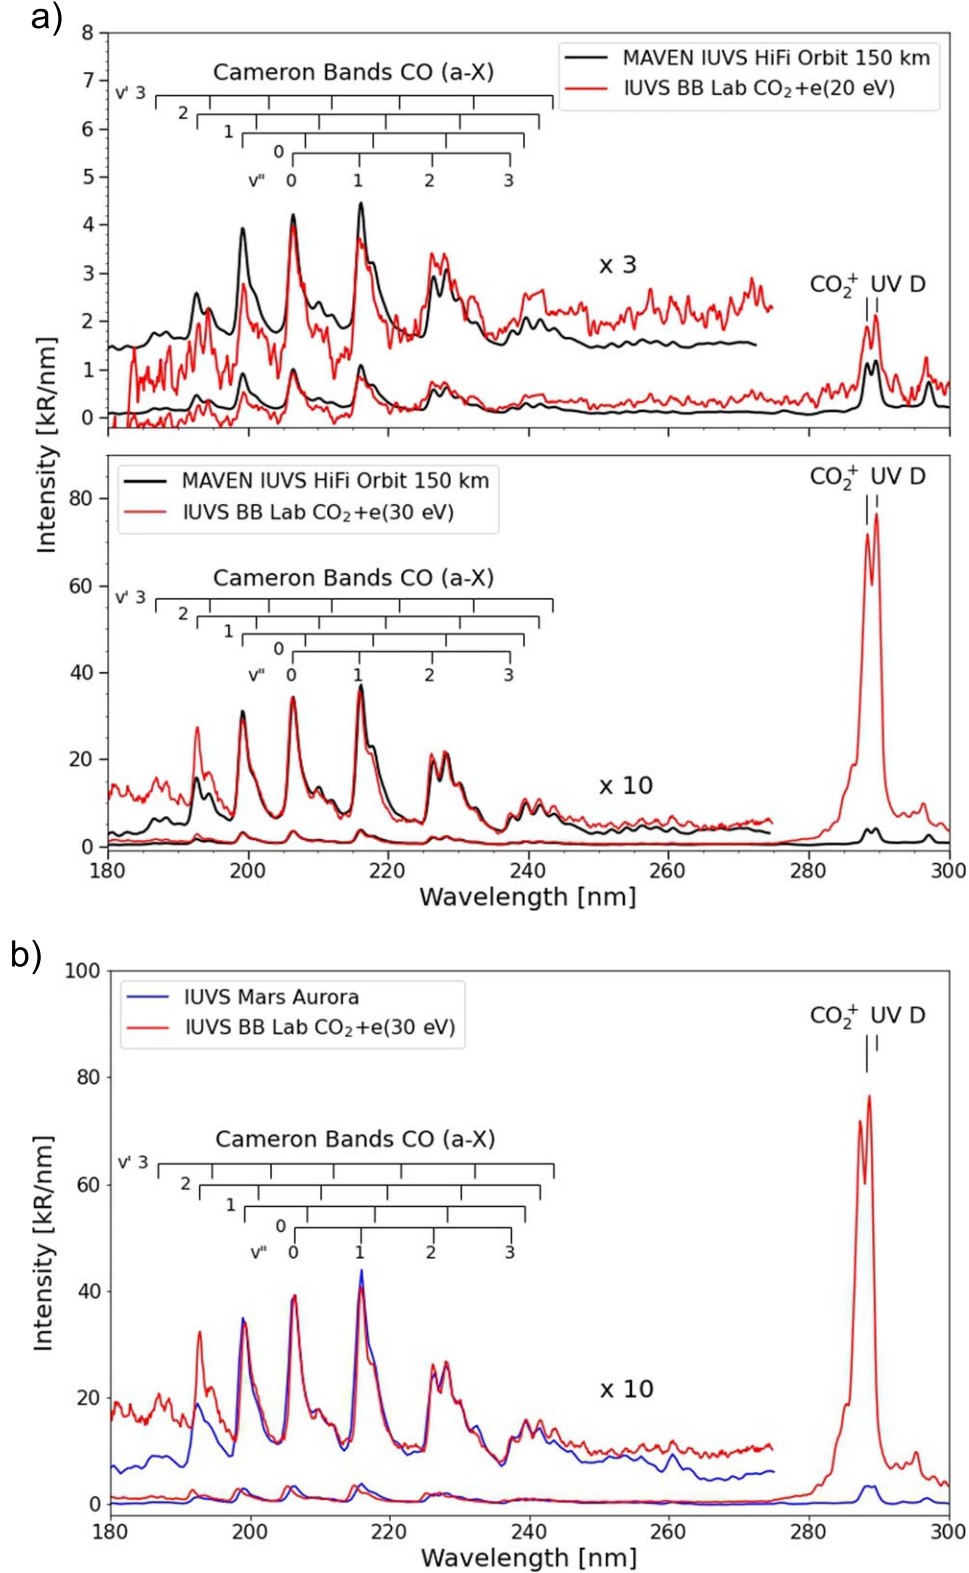 a)
8
7
6
5
4
3
2
1
0
Cameron Bands CO (a-X)
v' 3
2
1
0
v" 0 1 2 3
MAVEN IUVS HiFi Orbit 150 km
IUVS BB Lab CO₂+e(20 eV)
x 3
CO₂⁺ UV D
Intensity [kR/nm]
MAVEN IUVS HiFi Orbit 150 km
IUVS BB Lab CO₂+e(30 eV)
CO₂⁺ UV D
80
60
40
20
0
Cameron Bands CO (a-X)
v' 3
2
1
0
v" 0 1 2 3
x 10
180 200 220 240 260 280 300
Wavelength [nm]
b)
100
80
60
40
20
0
IUVS Mars Aurora
IUVS BB Lab CO₂+e(30 eV)
CO₂⁺ UV D
Cameron Bands CO (a-X)
v' 3
2
1
0
v" 0 1 2 3
x 10
Intensity [kR/nm]
180 200 220 240 260 280 300
Wavelength [nm]